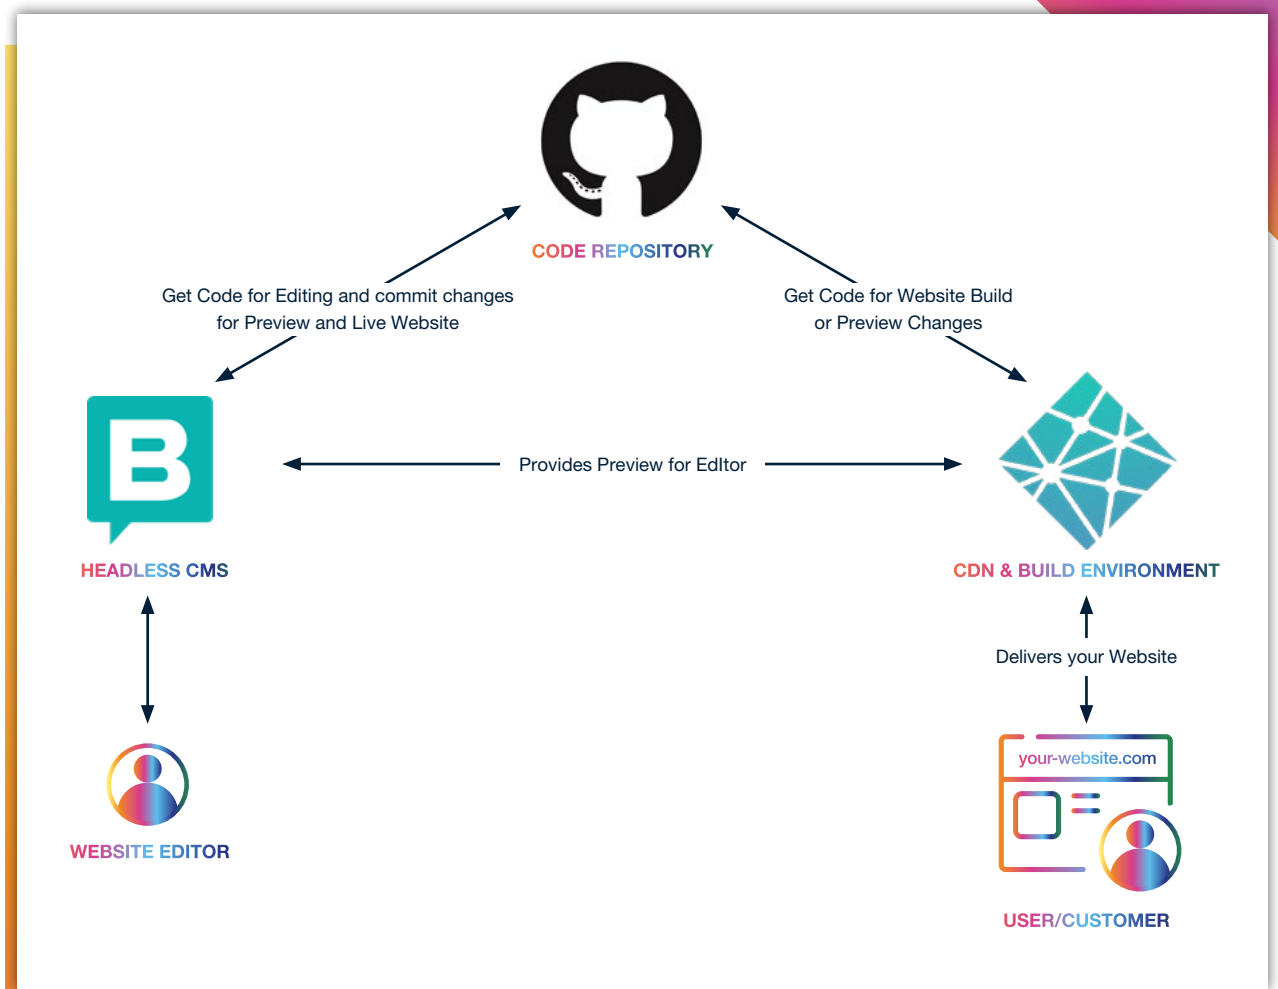 CODE REPOSITORY
Get Code for Editing and commit changes
for Preview and Live Website
Get Code for Website Build
or Preview Changes
B
Provides Preview for EdItor
HEADLESS CMS
CDN & BUILD ENVIRONMENT
Delivers your Website
your-website.com
WEBSITE EDITOR
USER/CUSTOMER